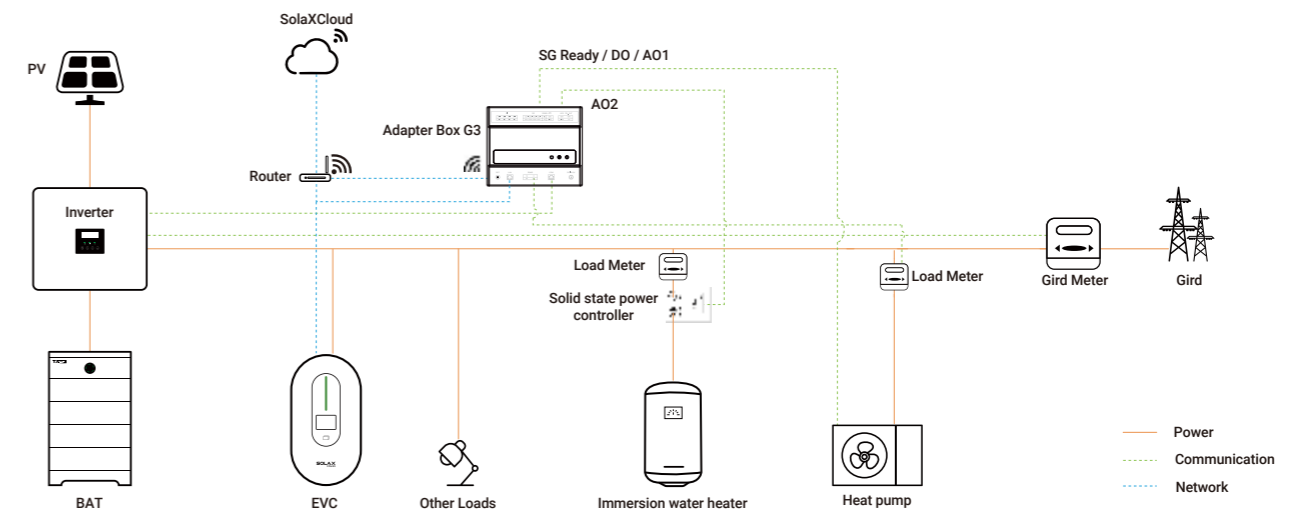 SolaXCloud
PV
SG Ready / DO / AO1
AO2
Adapter Box G3
Router
Inverter
Load Meter
Load Meter
Gird Meter
Gird
Solid state power
controller
SOLAX
BAT
EVC
Other Loads
Immersion water heater
Heat pump
Power
Communication
Network